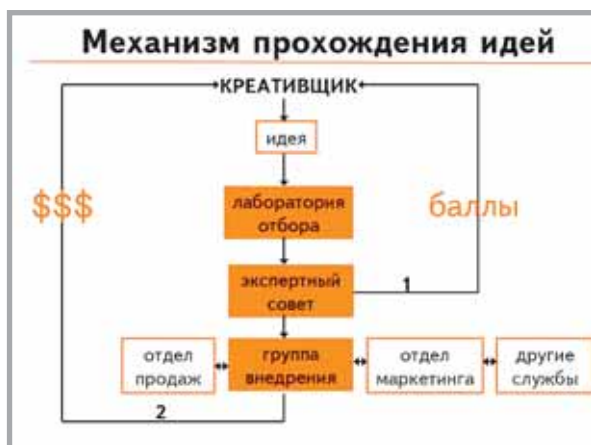 Механизм прохождения идей
КРЕАТИВЩИК
идея
$$$
лаборатория
отбора
баллы
экспертный
совет
1
отдел
продаж
группа
внедрения
отдел
маркетинга
другие
службы
2